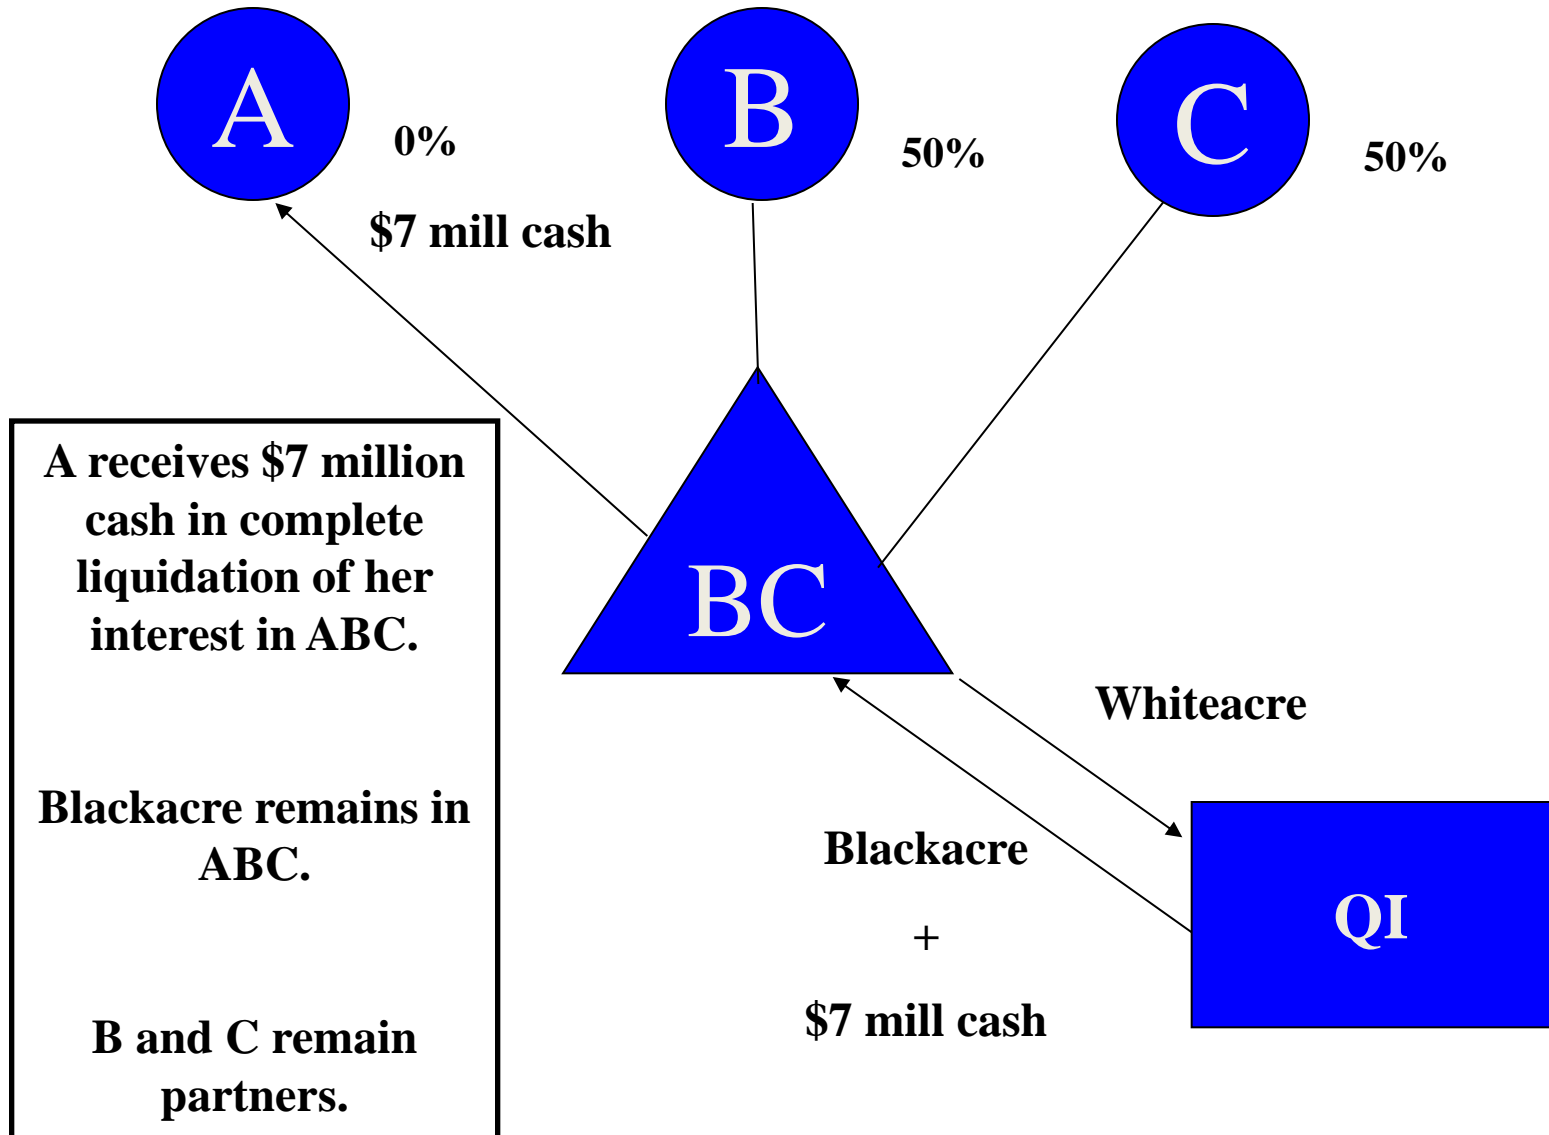 A
0%
$7 mill cash
B
50%
C
50%
A receives $7 million
cash in complete
liquidation of her
interest in ABC.
Blackacre remains in
ABC.
B and C remain
partners.
BC
Whiteacre
Blackacre
+
$7 mill cash
QI